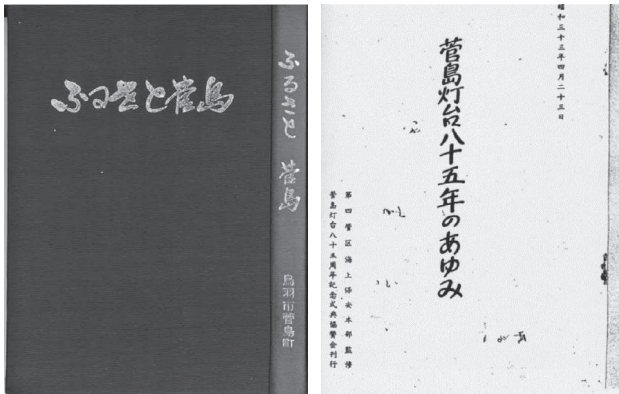 ふるさと菅島
ふるさと 菅島
鳥羽市菅島町
昭和三十三年四月二十三日
菅島灯台八十五年のあゆみ
第四管区海上保安本部監修
菅島灯台八十五周年記念式典協賛会刊行